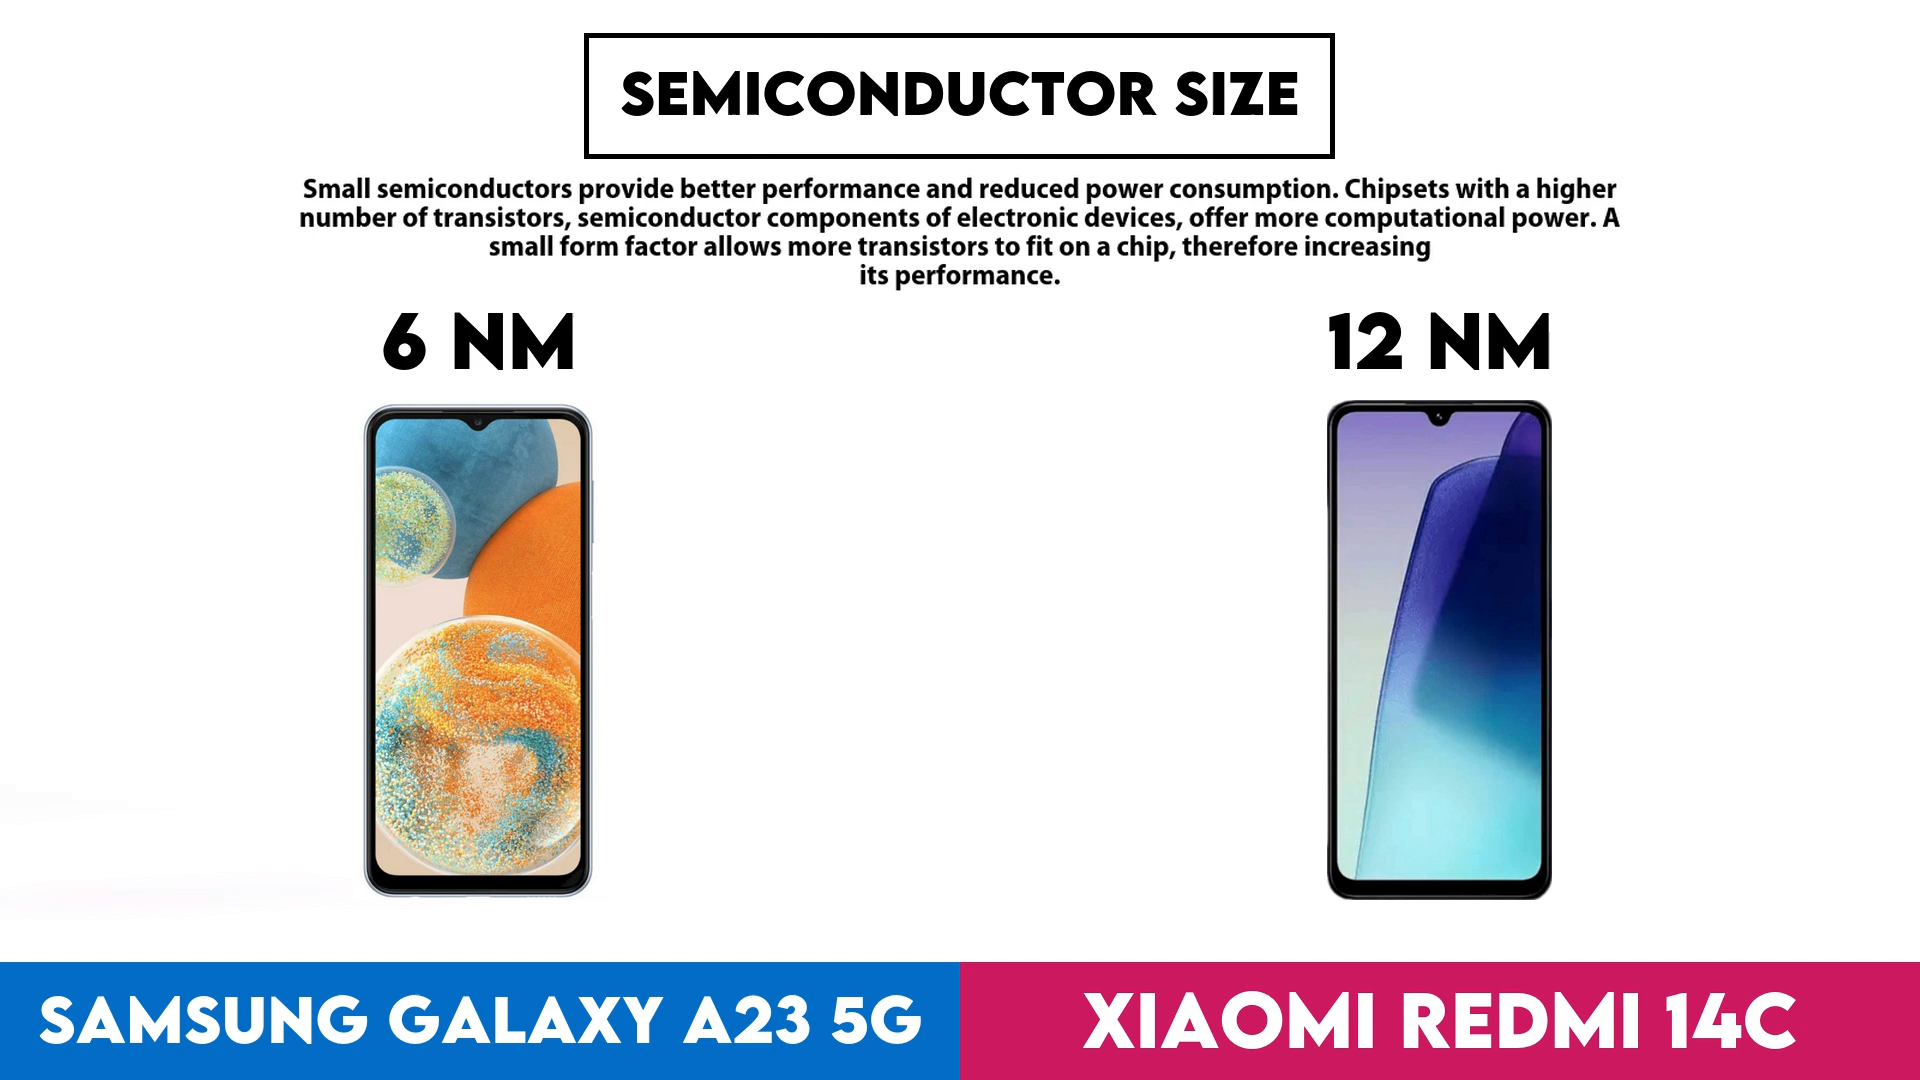 SEMICONDUCTOR SIZE
Small semiconductors provide better performance and reduced power consumption. Chipsets with a higher
number of transistors, semiconductor components of electronic devices, offer more computational power. A
small form factor allows more transistors to fit on a chip, therefore increasing
its performance.
6 NM
12 NM
SAMSUNG GALAXY A23 5G
XIAOMI REDMI 14C